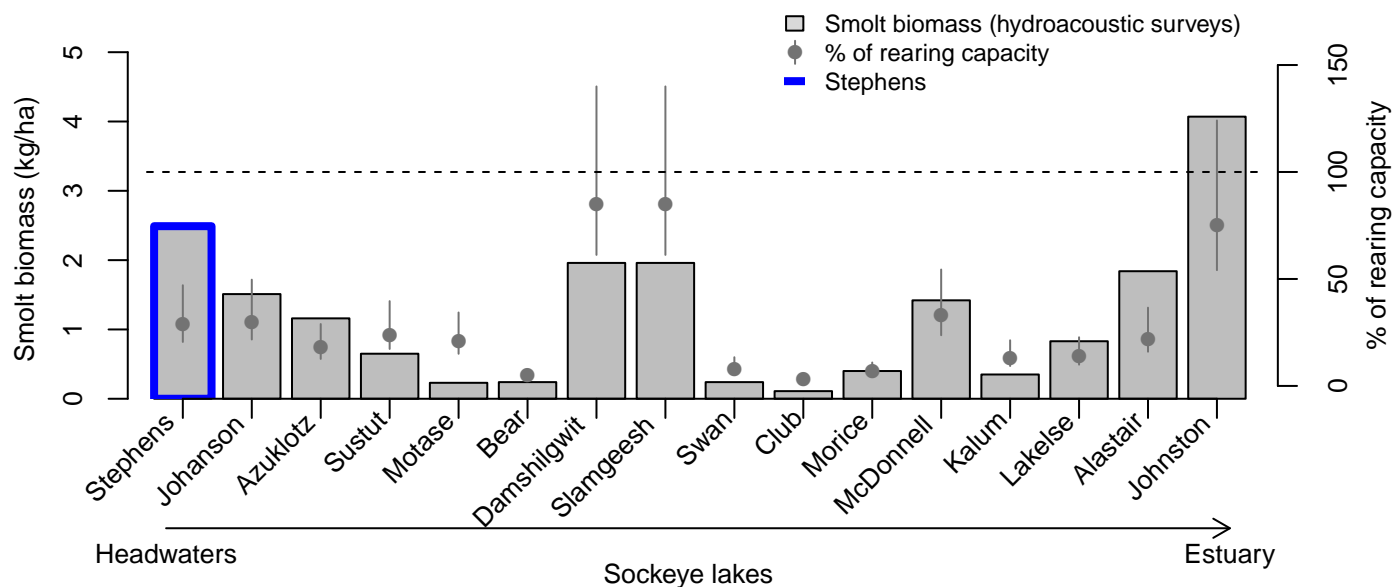 Smolt biomass (hydroacoustic surveys)
% of rearing capacity
Stephens
Smolt biomass (kg/ha)
5
4
3
2
1
0
150
100
50
0
% of rearing capacity
Stephens
Johanson
Azuklotz
Sustut
Motase
Bear
Damshilgwit
Slamgeesh
Swan
Club
Morice
McDonnell
Kalum
Lakelse
Alastair
Johnston
Headwaters
Estuary
Sockeye lakes